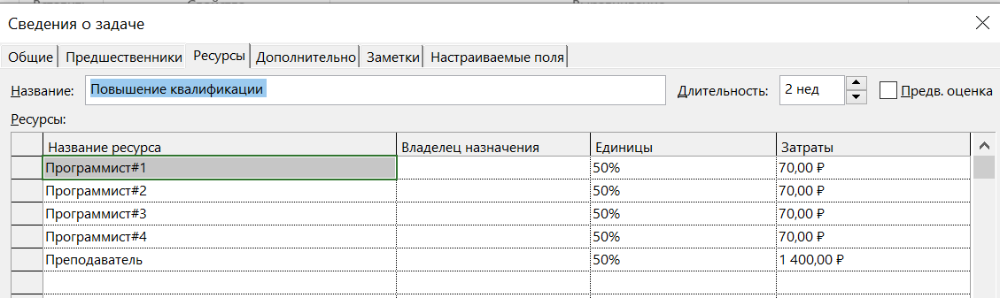 Сведения о задаче
Общие Предшественники Ресурсы Дополнительно Заметки Настраиваемые поля
Название: Повышение квалификации Длительность: 2 нед Предв. оценка
Ресурсы:
Название ресурса Владелец назначения Единицы Затраты
Программист#1 50% 70,00 ₽
Программист#2 50% 70,00 ₽
Программист#3 50% 70,00 ₽
Программист#4 50% 70,00 ₽
Преподаватель 50% 1 400,00 ₽